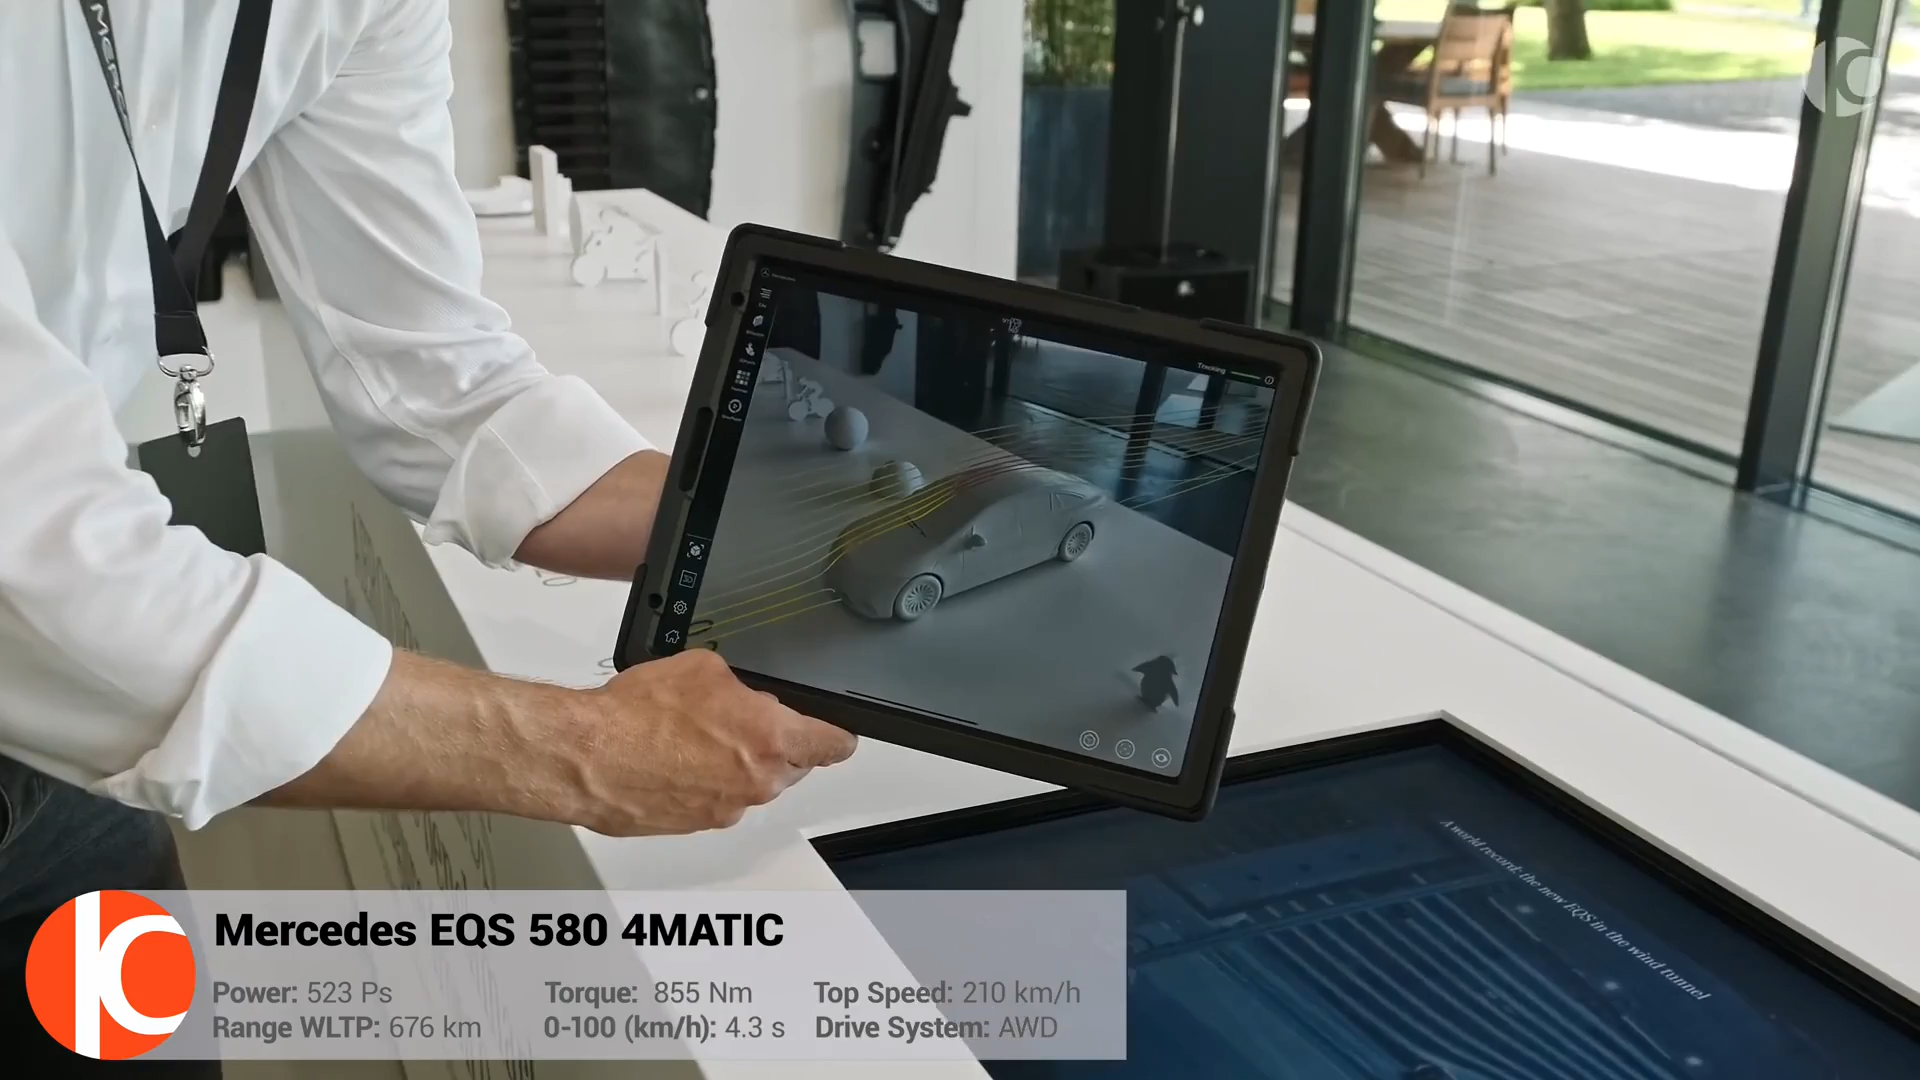 Tracking
A world record: the new EQS in the wind tunnel
Mercedes EQS 580 4MATIC
Power: 523 Ps
Torque: 855 Nm
Top Speed: 210 km/h
Range WLTP: 676 km
0-100 (km/h): 4.3 s
Drive System: AWD